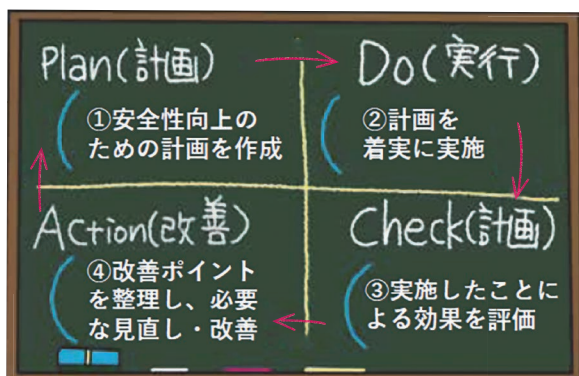 Plan(計画)
①安全性向上の
ための計画を作成
Do(実行)
②計画を
着実に実施
Check(計画)
③実施したことに
よる効果を評価
Action(改善)
④改善ポイント
を整理し、必要
な見直し・改善